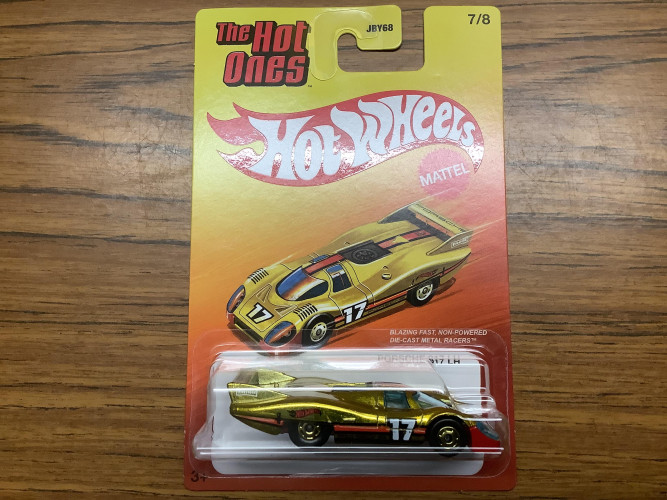 The Hot Ones™
JBY68
7/8
Hot Wheels
MATTEL
17
17
BLAZING FAST, NON-POWERED
DIE-CAST METAL RACERS™
PORSCHE 917 LH
17
3+